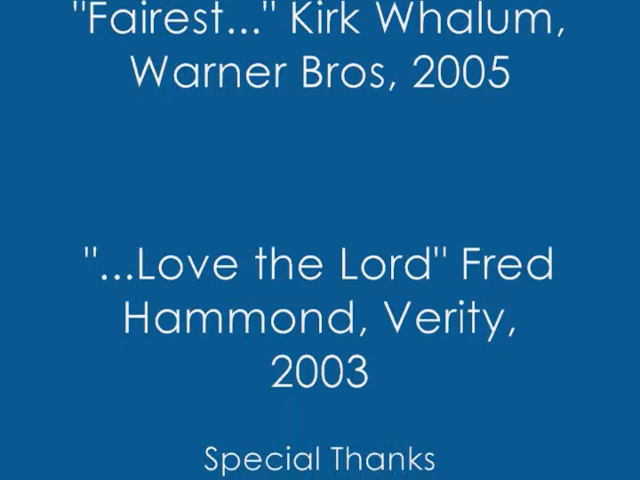 "Fairest..." Kirk Whalum,
Warner Bros, 2005
"...Love the Lord" Fred
Hammond, Verity,
2003
Special Thanks